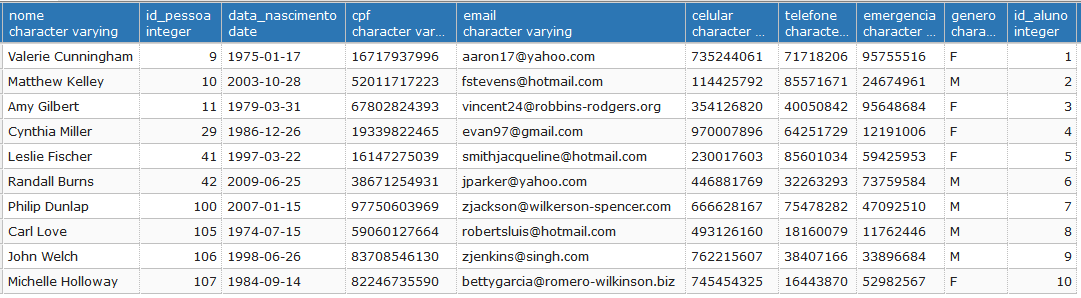 nome id_pessoa data_nascimento cpf email celular telefone emergencia genero id_aluno
character varying integer date character var... character varying character ... characte... character ... chara... integer
Valerie Cunningham 9 1975-01-17 16717937996 aaron17@yahoo.com 735244061 71718206 95755516 F 1
Matthew Kelley 10 2003-10-28 52011717223 fstevens@hotmail.com 114425792 85571671 24674961 M 2
Amy Gilbert 11 1979-03-31 67802824393 vincent24@robbins-rodgers.org 354126820 40050842 95648684 F 3
Cynthia Miller 29 1986-12-26 19339822465 evan97@gmail.com 970007896 64251729 12191006 F 4
Leslie Fischer 41 1997-03-22 16147275039 smithjacqueline@hotmail.com 230017603 85601034 59425953 F 5
Randall Burns 42 2009-06-25 38671254931 jparker@yahoo.com 446881769 32263293 73759584 M 6
Philip Dunlap 100 2007-01-15 97750603969 zjackson@wilkerson-spencer.com 666628167 75478282 47092510 M 7
Carl Love 105 1974-07-15 59060127664 robertsluis@hotmail.com 493126160 18160079 11762446 M 8
John Welch 106 1998-06-26 83708546130 zjenkins@singh.com 762215607 38407166 33896684 M 9
Michelle Holloway 107 1984-09-14 82246735590 bettygarcia@romero-wilkinson.biz 745454325 16443870 52982567 F 10